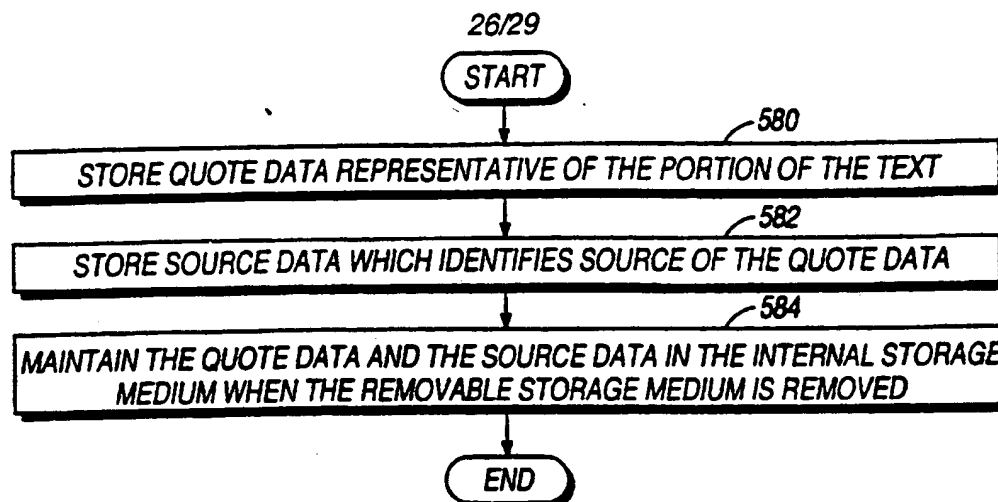 26/29
START
580
STORE QUOTE DATA REPRESENTATIVE OF THE PORTION OF THE TEXT
582
STORE SOURCE DATA WHICH IDENTIFIES SOURCE OF THE QUOTE DATA
584
MAINTAIN THE QUOTE DATA AND THE SOURCE DATA IN THE INTERNAL STORAGE
MEDIUM WHEN THE REMOVABLE STORAGE MEDIUM IS REMOVED
END